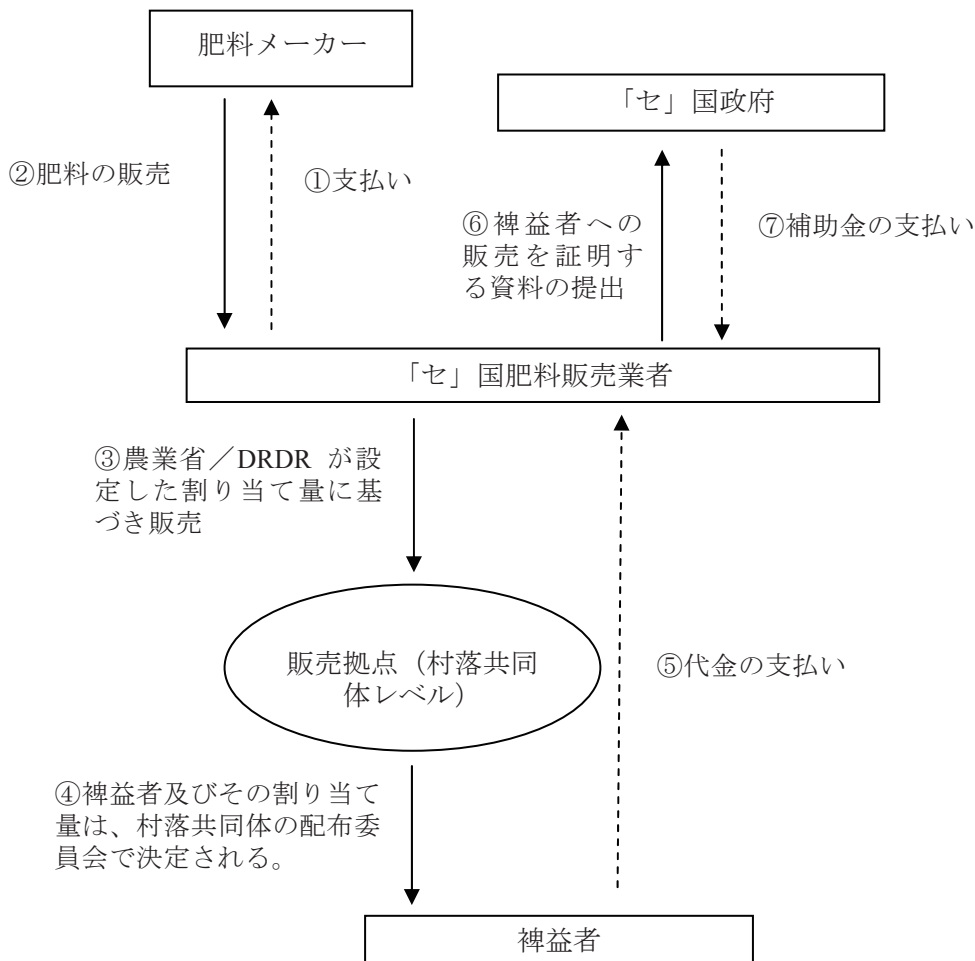 肥料メーカー
「セ」国政府
②肥料の販売
①支払い
⑥裨益者への
販売を証明す
る資料の提出
⑦補助金の支払い
「セ」国肥料販売業者
③農業省／DRDR が設
定した割り当て量に基
づき販売
販売拠点（村落共同
体レベル）
⑤代金の支払い
④裨益者及びその割り当て
量は、村落共同体の配布委
員会で決定される。
裨益者